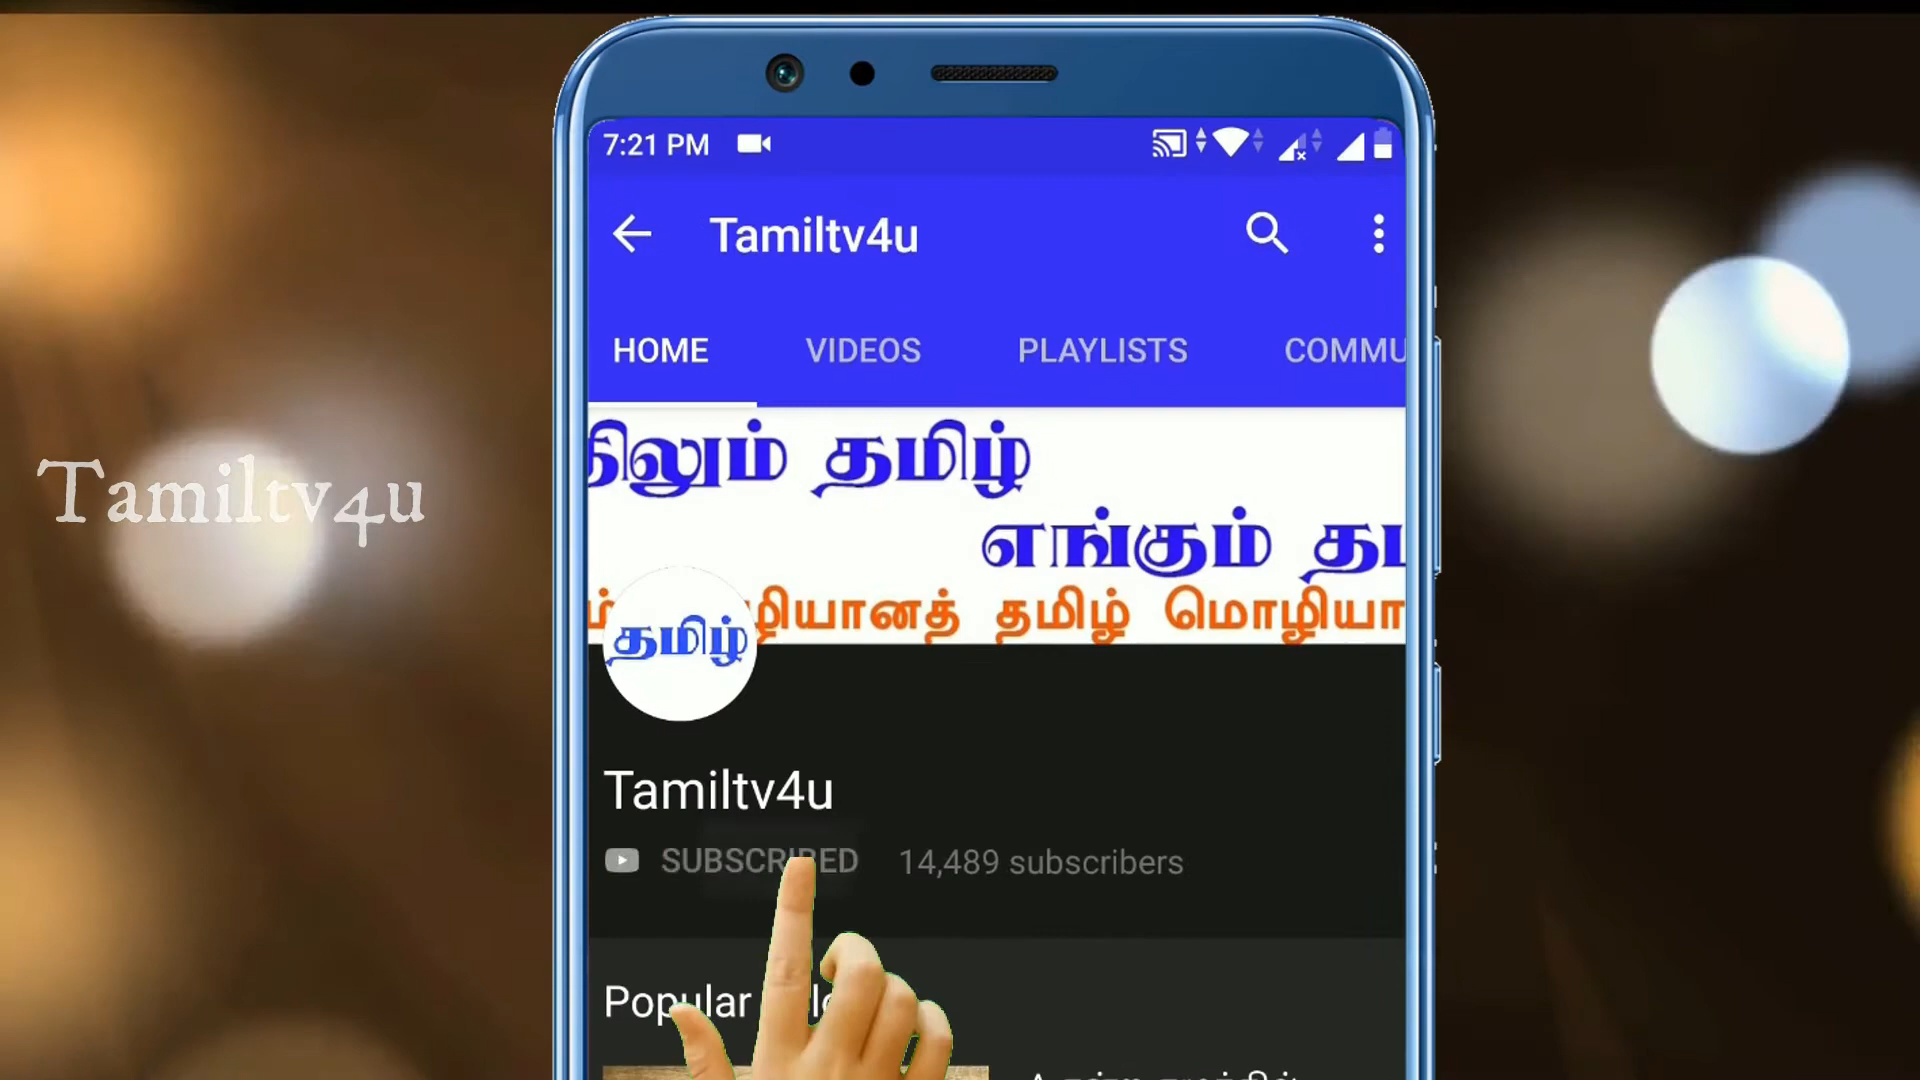 7:21 PM
Tamiltv4u
HOME VIDEOS PLAYLISTS COMMU
திலும் தமிழ்
எங்கும்
தமிழ் மொழியா
தமிழ்
Tamiltv4u
Tamiltv4u
SUBSCRIBED 14,489 subscribers
Popular